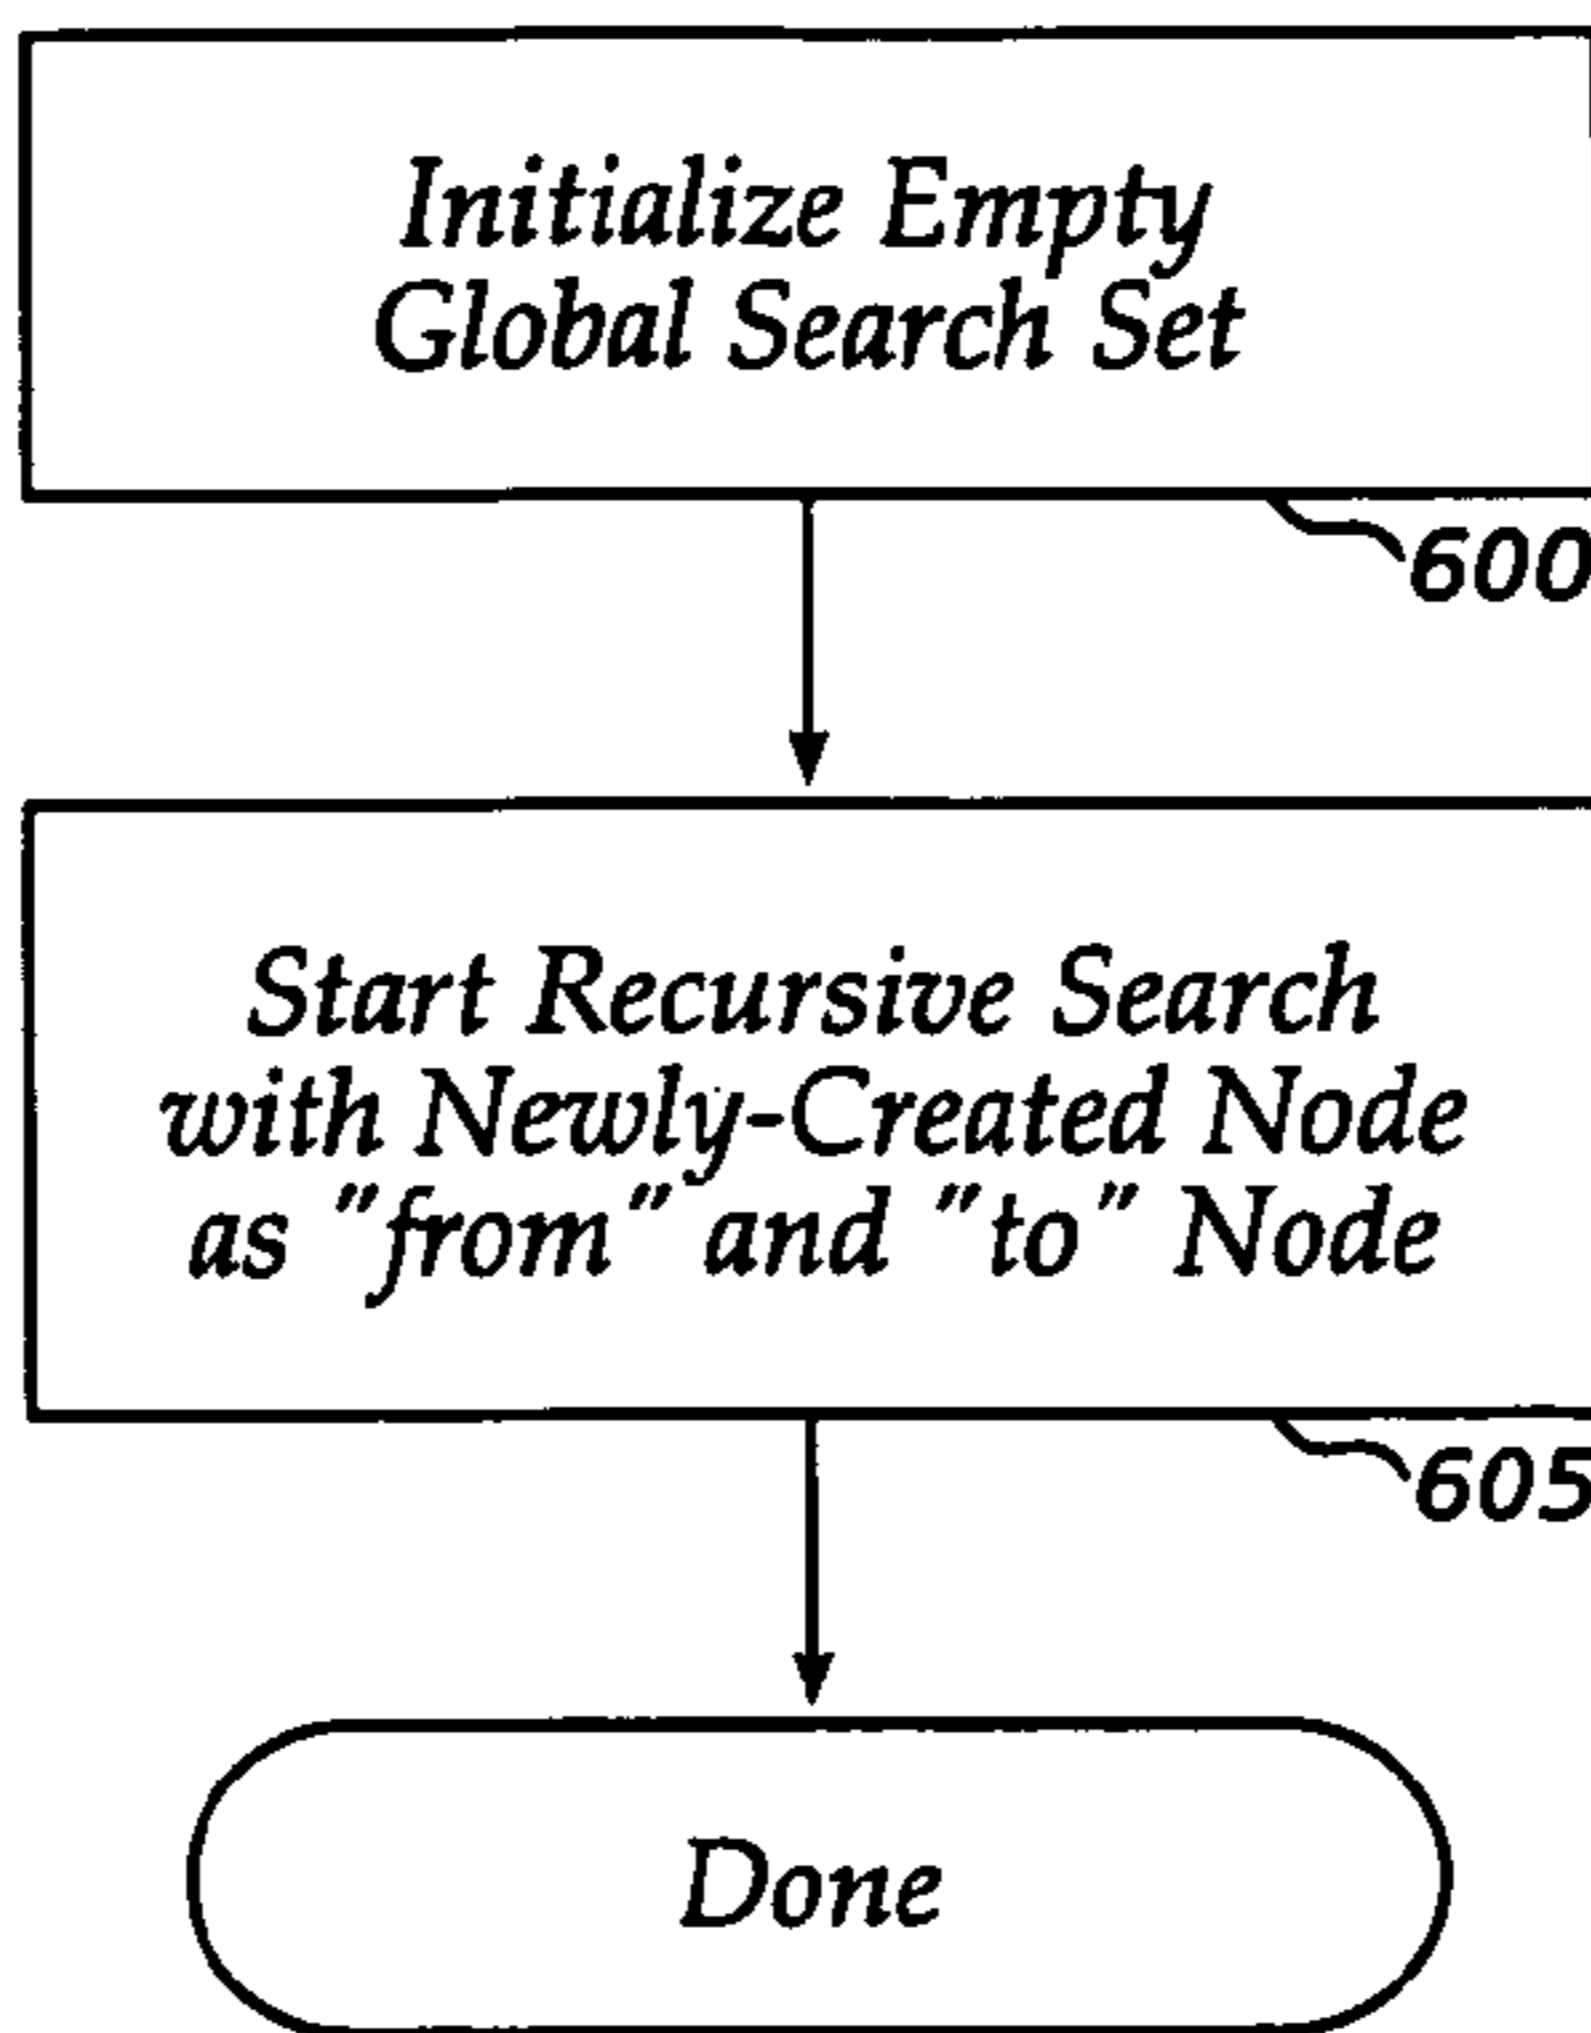 Initialize Empty
Global Search Set
600
Start Recursive Search
with Newly-Created Node
as "from" and "to" Node
605
Done